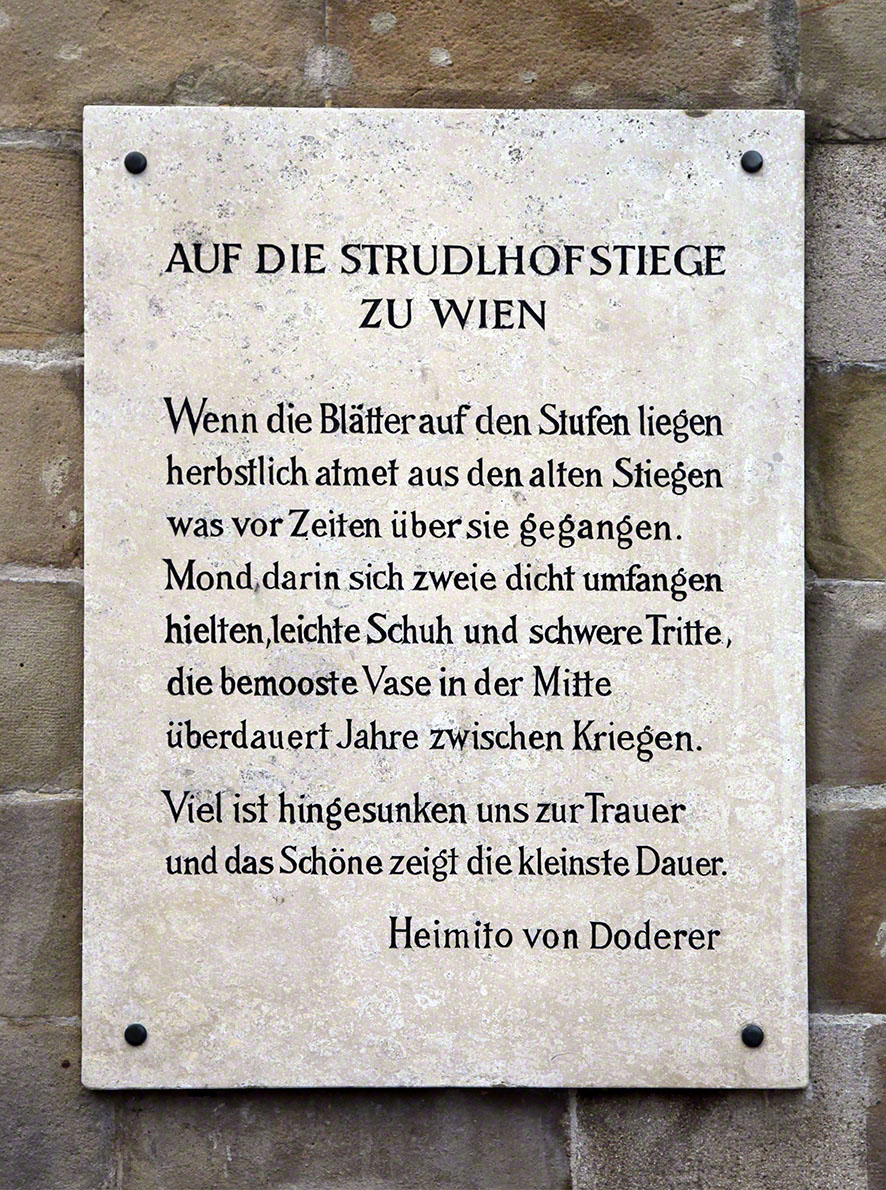 AUF DIE STRUDLHOFSTIEGE
ZU WIEN
Wenn die Blätter auf den Stufen liegen
herbstlich atmet aus den alten Stiegen
was vor Zeiten über sie gegangen.
Mond, darin sich zweie dicht umfangen
hielten, leichte Schuh und schwere Tritte,
die bemooste Vase in der Mitte
überdauert Jahre zwischen Kriegen.
Viel ist hingesunken uns zur Trauer
und das Schöne zeigt die kleinste Dauer.
Heimito von Doderer